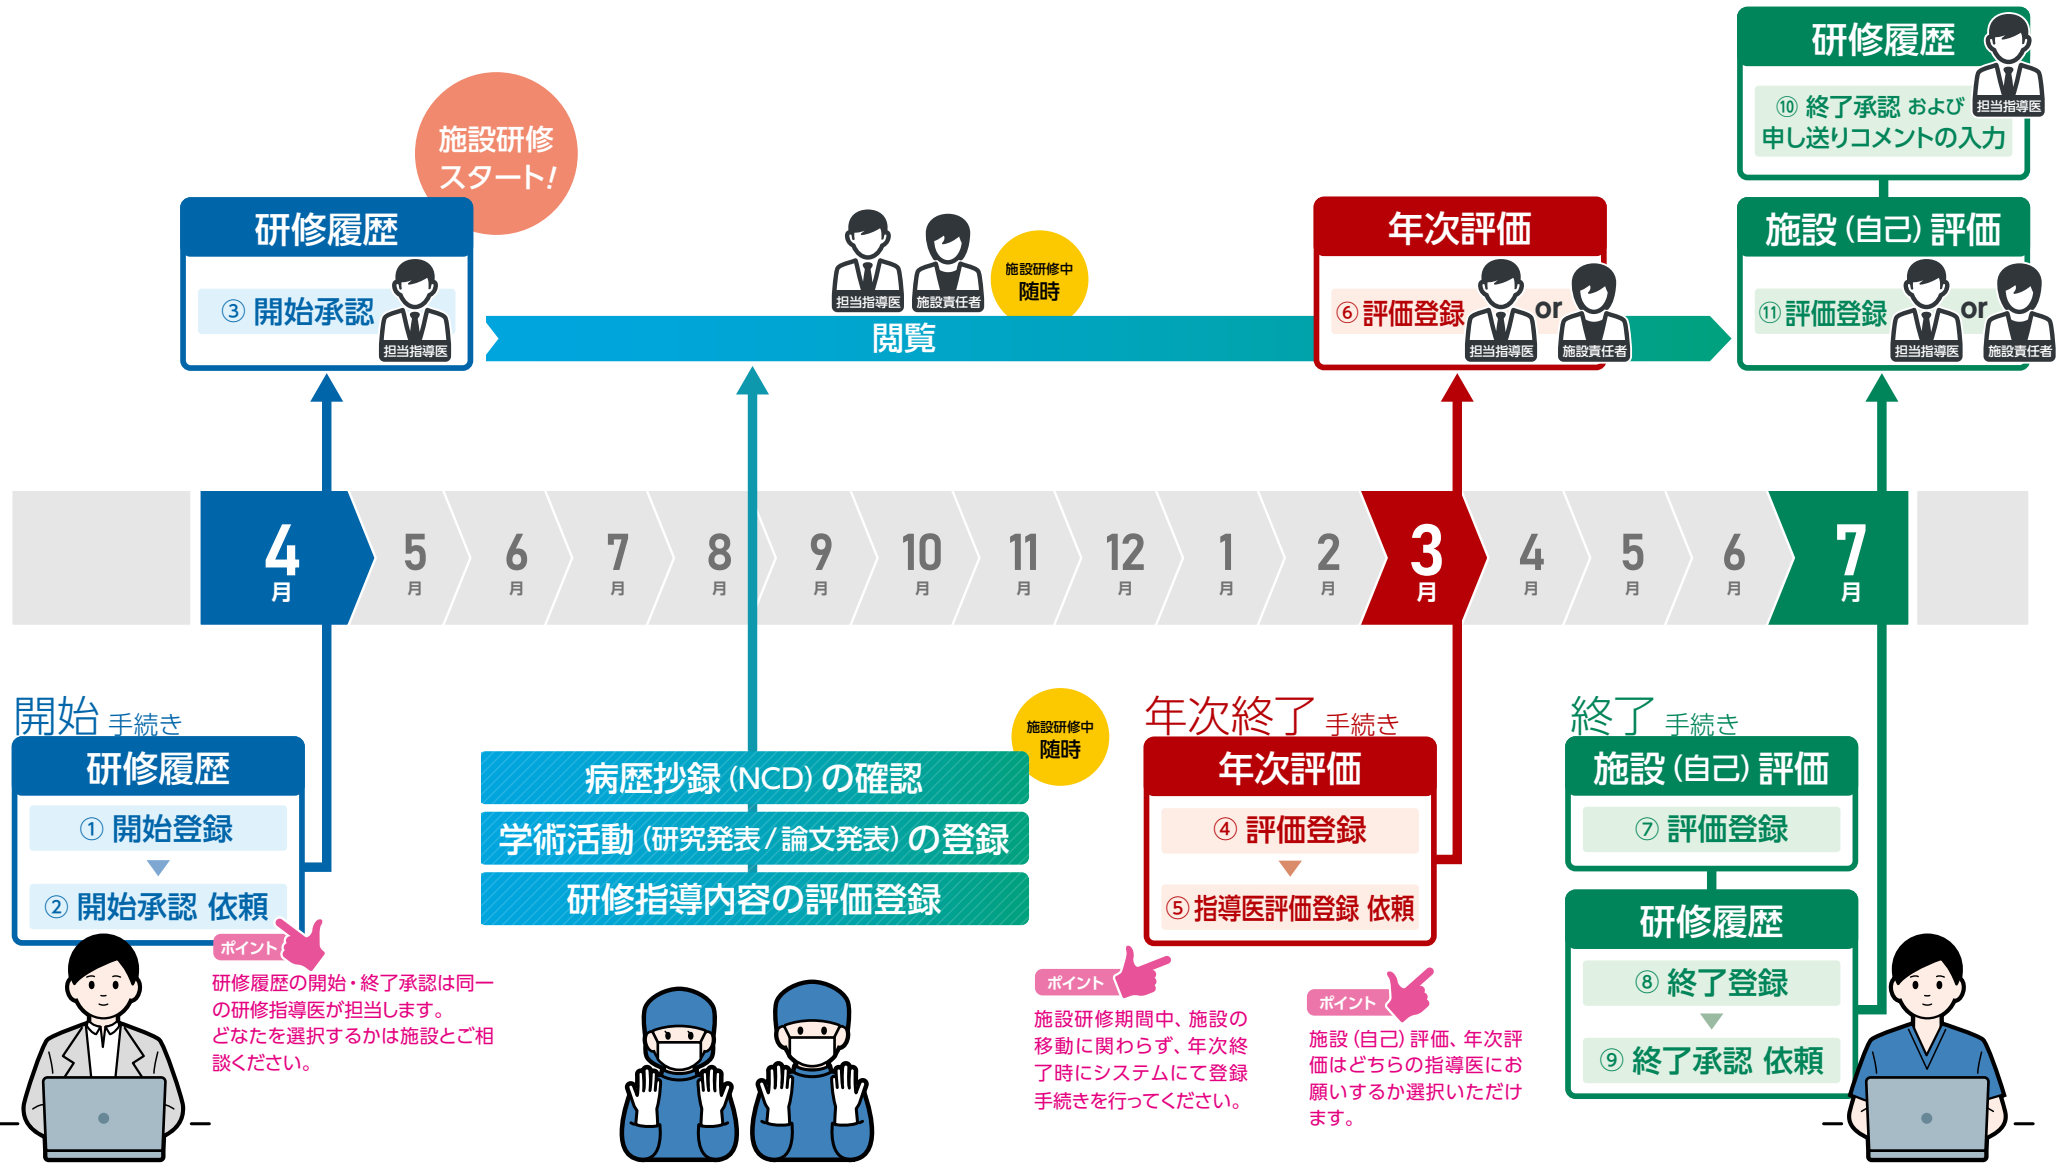 研修履歴
⑩ 終了承認 および
申し送りコメントの入力
担当指導医
施設研修
スタート!
研修履歴
③ 開始承認
担当指導医
担当指導医
施設責任者
施設研修中
随時
閲覧
年次評価
⑥ 評価登録
or
担当指導医
施設責任者
施設（自己）評価
⑪ 評価登録
or
担当指導医
施設責任者
4
月
5
月
6
月
7
月
8
月
9
月
10
月
11
月
12
月
1
月
2
月
3
月
4
月
5
月
6
月
7
月
開始 手続き
研修履歴
① 開始登録
② 開始承認 依頼
ポイント
研修履歴の開始・終了承認は同一
の研修指導医が担当します。
どなたを選択するかは施設とご相
談ください。
施設研修中
随時
病歴抄録（NCD）の確認
学術活動（研究発表 / 論文発表）の登録
研修指導内容の評価登録
年次終了 手続き
年次評価
④ 評価登録
⑤ 指導医評価登録 依頼
ポイント
施設研修期間中、施設の
移動に関わらず、年次終
了時にシステムにて登録
手続きを行ってください。
ポイント
施設（自己）評価、年次評
価はどちらの指導医にお
願いするか選択いただけ
ます。
終了 手続き
施設（自己）評価
⑦ 評価登録
研修履歴
⑧ 終了登録
⑨ 終了承認 依頼